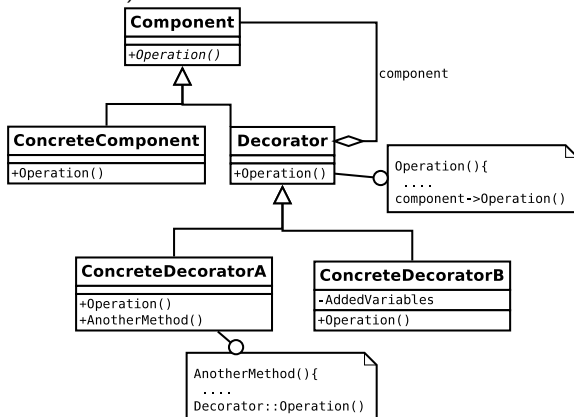 Component
+Operation()
component
ConcreteComponent
+Operation()
Decorator
+Operation()
Operation(){
....
component->Operation()
ConcreteDecoratorA
+Operation()
+AnotherMethod()
ConcreteDecoratorB
-AddedVariables
+Operation()
AnotherMethod(){
....
Decorator::Operation()